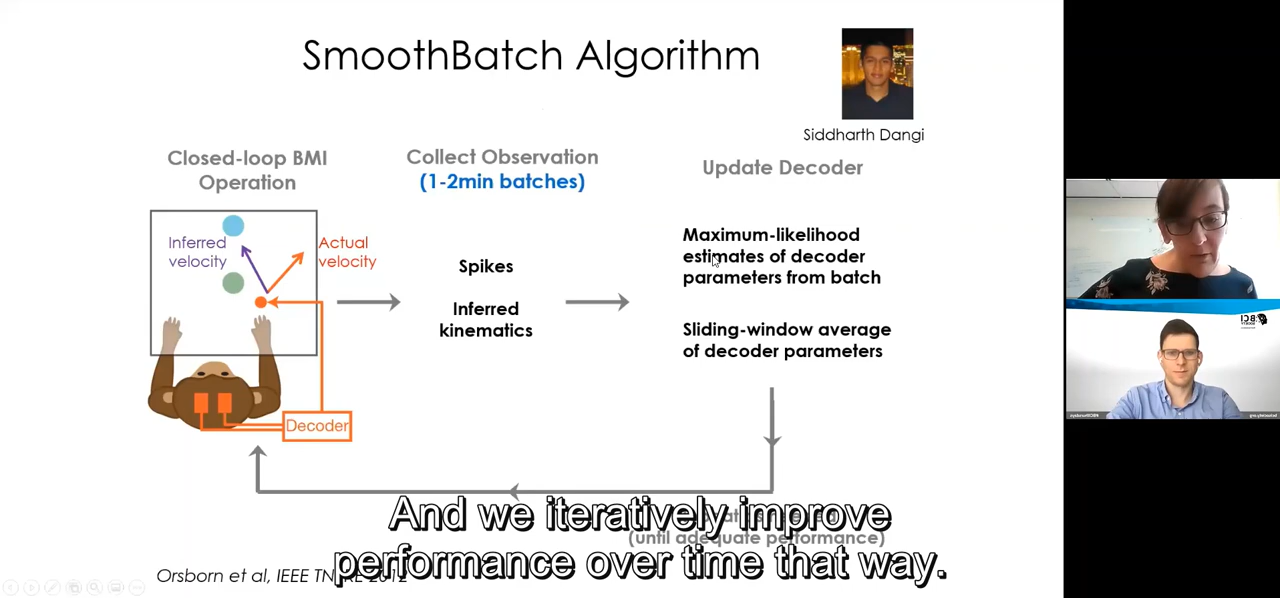 SmoothBatch Algorithm
Siddharth Dangi
Closed-loop BMI
Operation
Collect Observation
(1-2min batches)
Update Decoder
Inferred
velocity
Actual
velocity
Spikes
Inferred
kinematics
Maximum-likelihood
estimates of decoder
parameters from batch
Sliding-window average
of decoder parameters
Decoder
(until adequate performance)
And we iteratively improve
performance over time that way.
Orsborn et al, IEEE 2012
BCI
SOCIETY